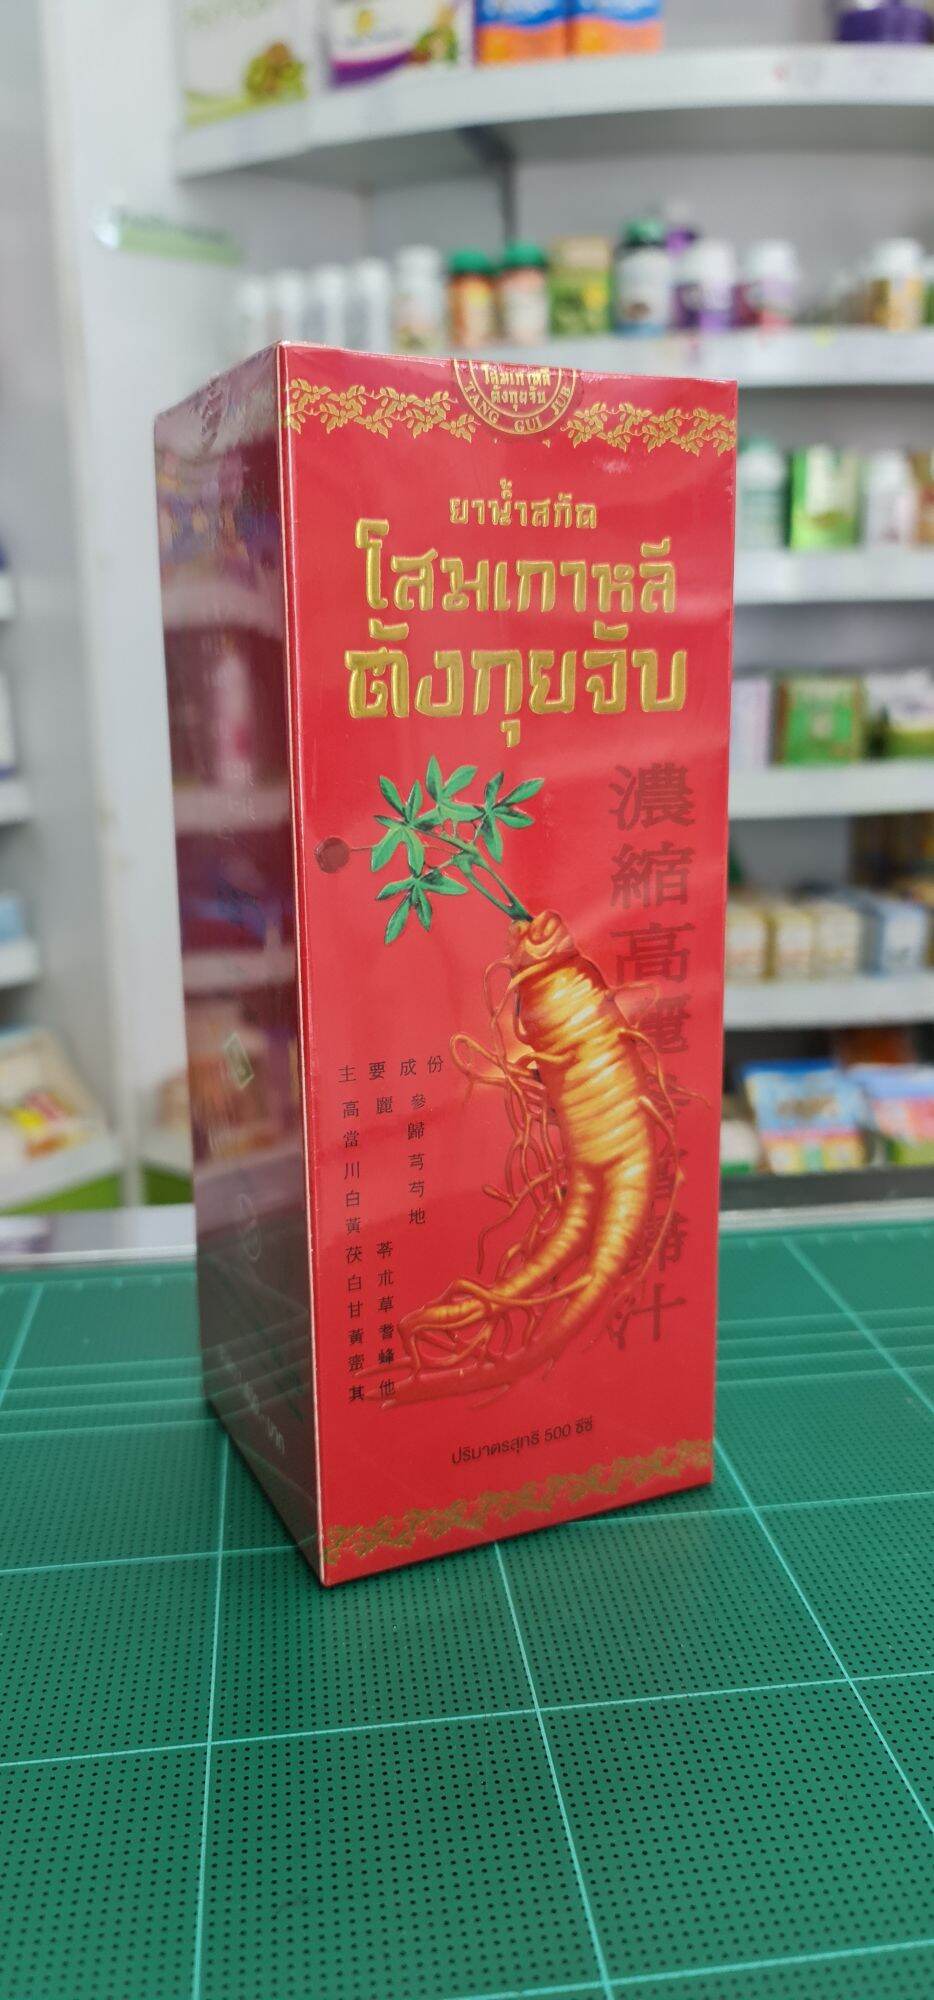 โสมเกาหลี
ตังกุยจับ
TANG GUI JUB
ยาน้ำสกัด
โสมเกาหลี
ตังกุยจับ
濃縮高麗參當歸汁
主要成份
高麗參
當歸
川芎
白芍
黃地
茯苓
白朮
甘草
黃耆
蜜蜂
其他
ปริมาตรสุทธิ 500 ซีซี